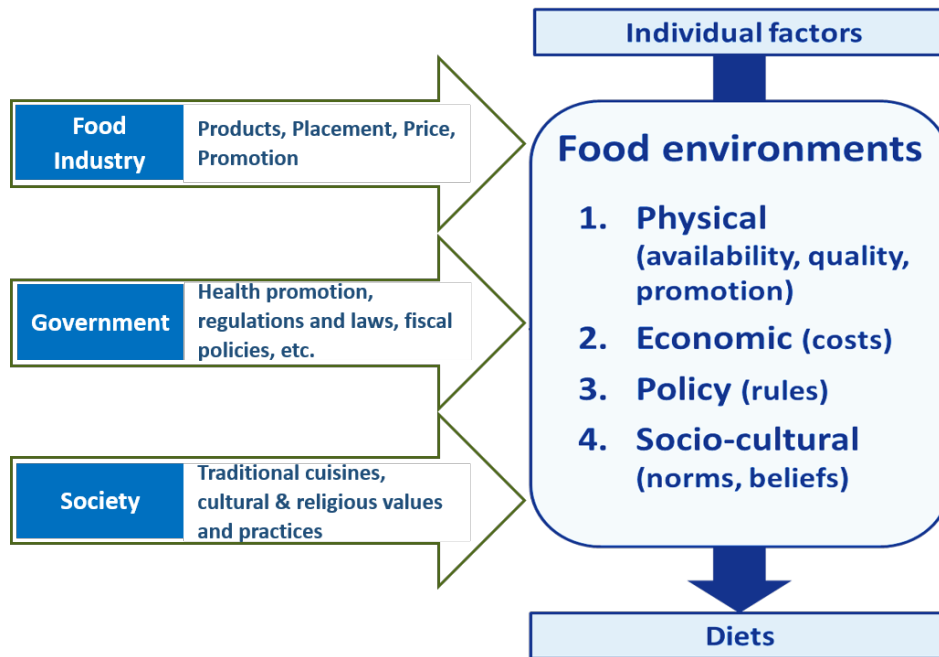 Individual factors
Food
Industry
Products, Placement, Price,
Promotion
Government
Health promotion,
regulations and laws, fiscal
policies, etc.
Society
Traditional cuisines,
cultural & religious values
and practices
Food environments
1. Physical
(availability, quality,
promotion)
2. Economic (costs)
3. Policy (rules)
4. Socio-cultural
(norms, beliefs)
Diets